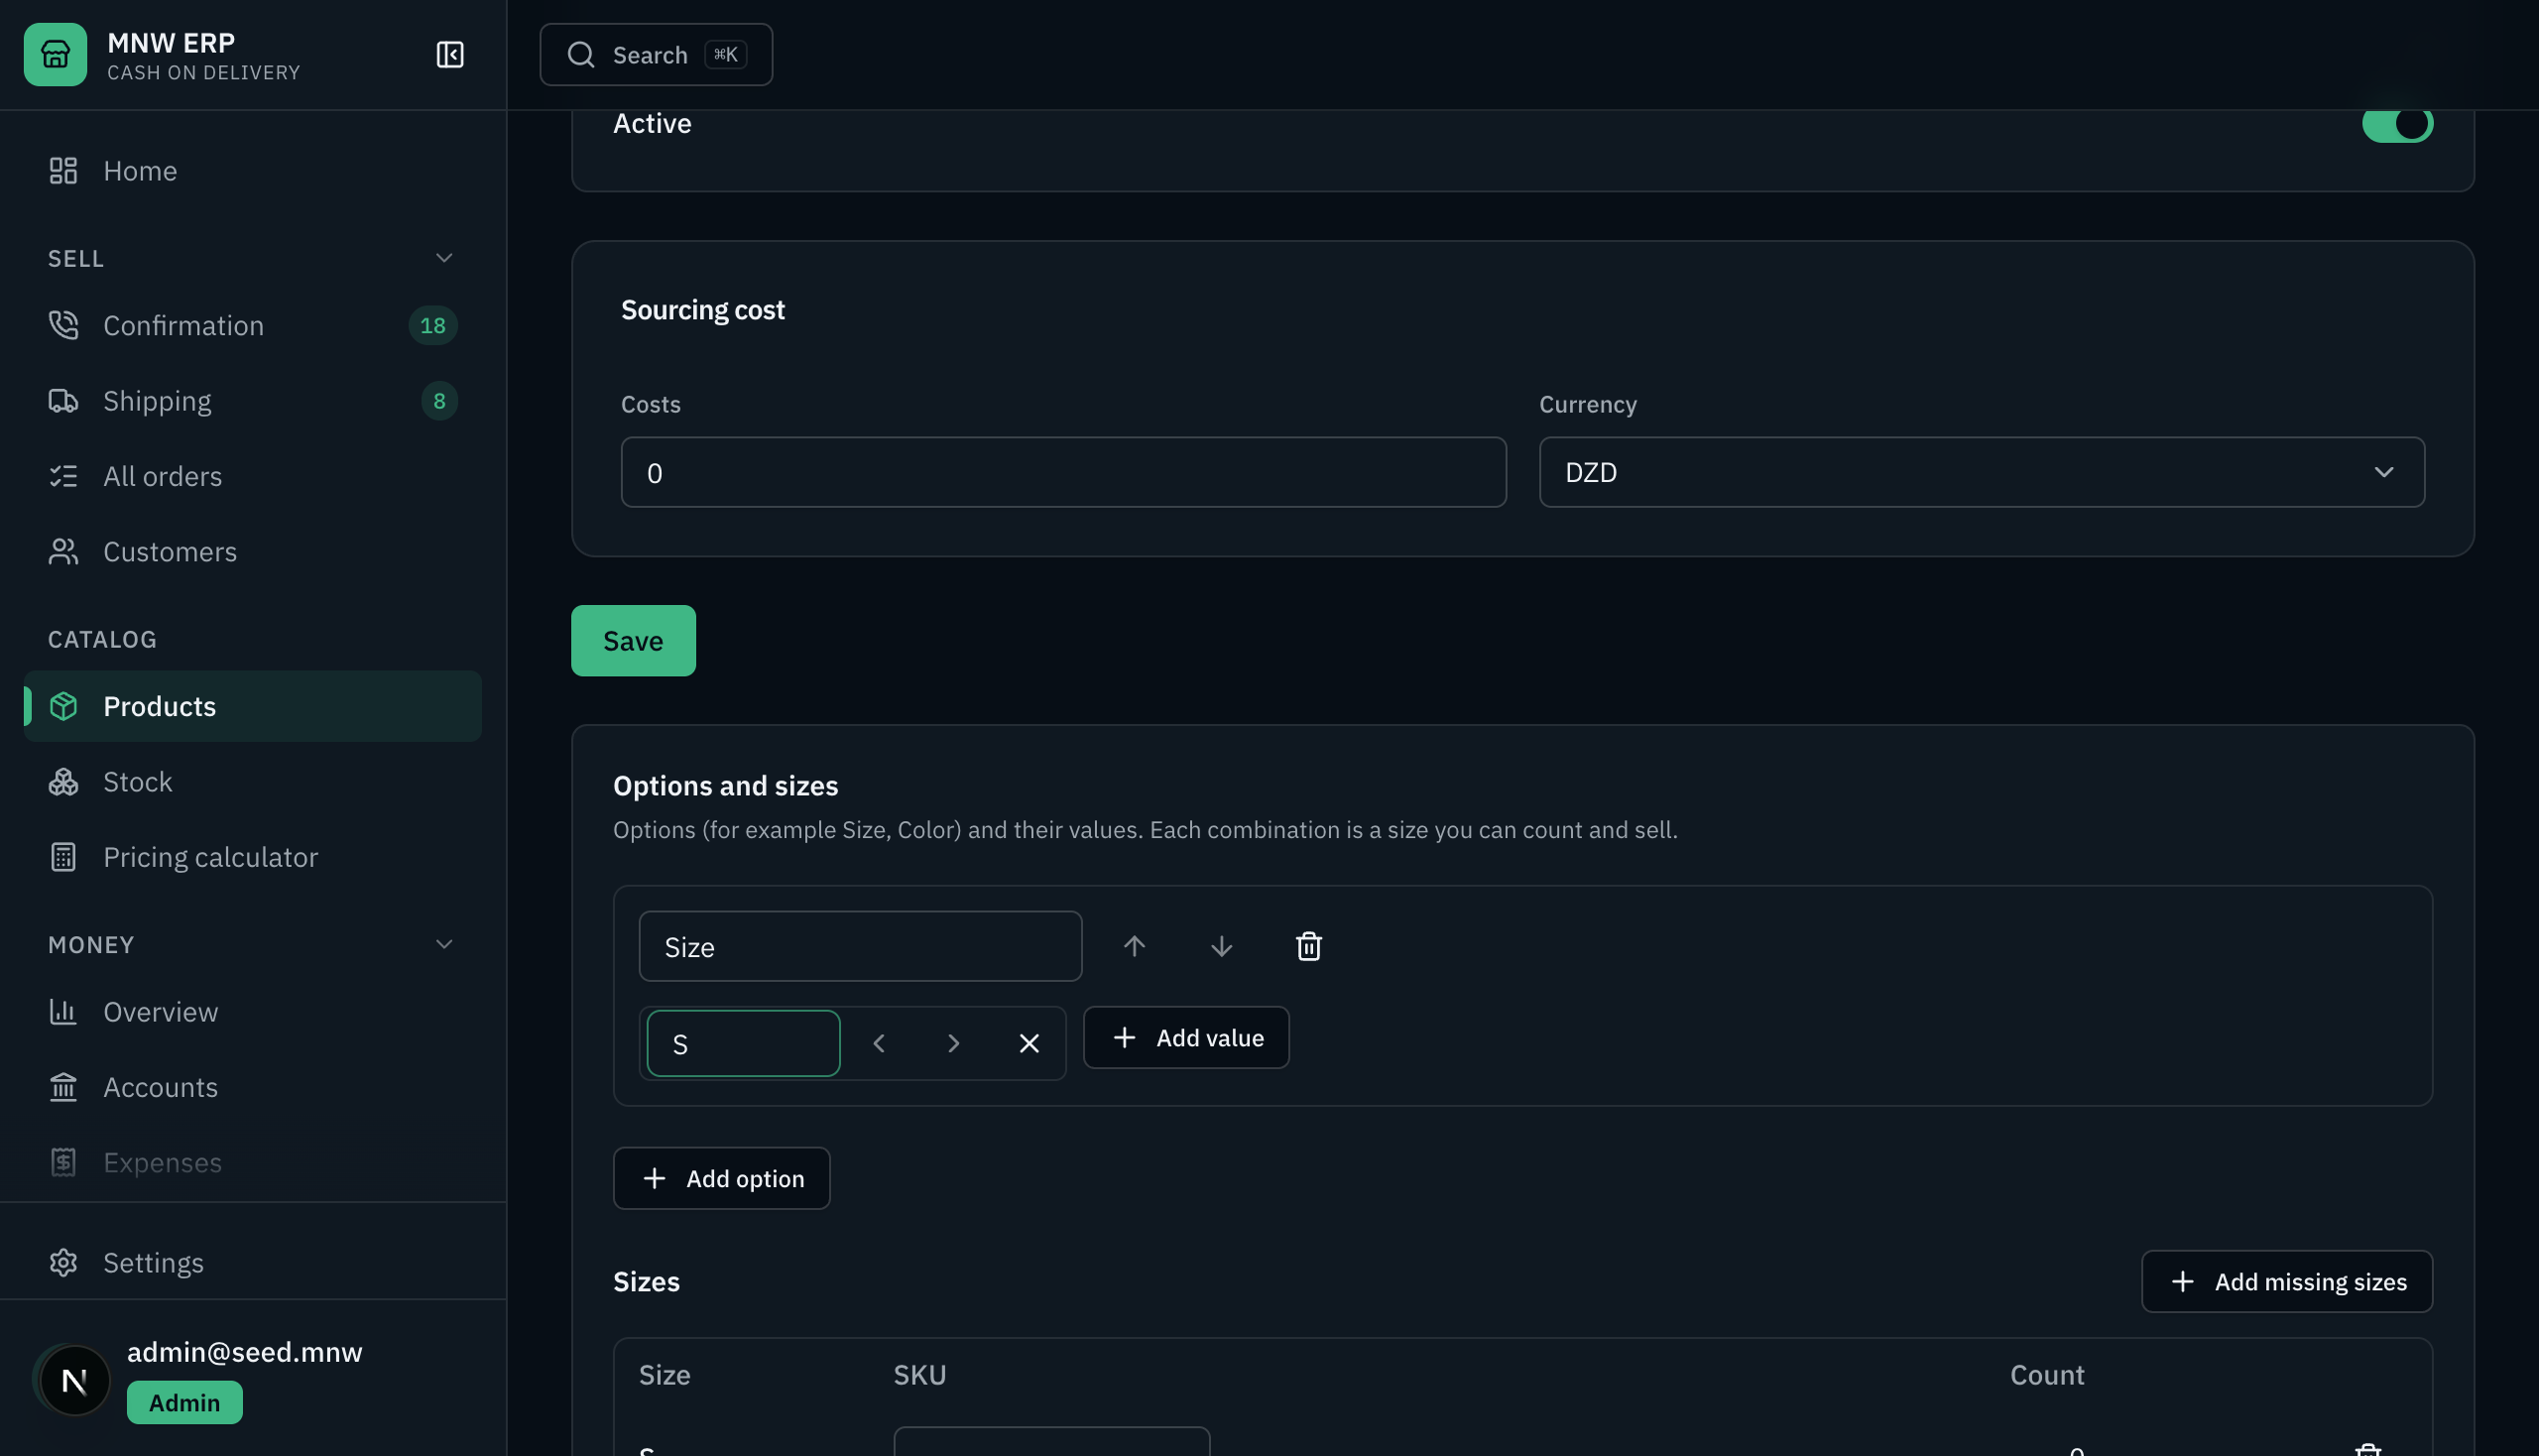 MNW ERP
CASH ON DELIVERY
Search ⌘K
Home
SELL
Confirmation 18
Shipping 8
All orders
Customers
CATALOG
Products
Stock
Pricing calculator
MONEY
Overview
Accounts
Expenses
Settings
N
admin@seed.mnw
Admin
Active
Sourcing cost
Costs
Currency
0
DZD
Save
Options and sizes
Options (for example Size, Color) and their values. Each combination is a size you can count and sell.
Size
S
Add value
Add option
Sizes
Add missing sizes
Size SKU Count